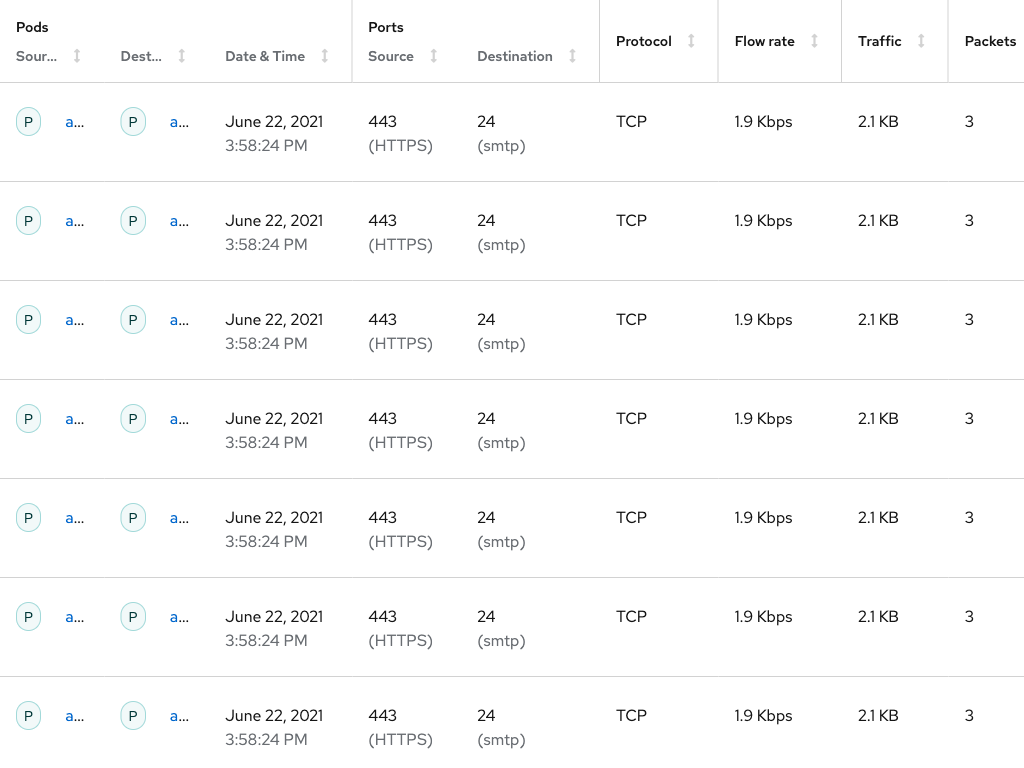 Pods Ports
Protocol Flow rate Traffic Packets
Sour... Dest... Date & Time Source Destination
P a... P a... June 22, 2021 443 24 TCP 1.9 Kbps 2.1 KB 3
3:58:24 PM (HTTPS) (smtp)
P a... P a... June 22, 2021 443 24 TCP 1.9 Kbps 2.1 KB 3
3:58:24 PM (HTTPS) (smtp)
P a... P a... June 22, 2021 443 24 TCP 1.9 Kbps 2.1 KB 3
3:58:24 PM (HTTPS) (smtp)
P a... P a... June 22, 2021 443 24 TCP 1.9 Kbps 2.1 KB 3
3:58:24 PM (HTTPS) (smtp)
P a... P a... June 22, 2021 443 24 TCP 1.9 Kbps 2.1 KB 3
3:58:24 PM (HTTPS) (smtp)
P a... P a... June 22, 2021 443 24 TCP 1.9 Kbps 2.1 KB 3
3:58:24 PM (HTTPS) (smtp)
P a... P a... June 22, 2021 443 24 TCP 1.9 Kbps 2.1 KB 3
3:58:24 PM (HTTPS) (smtp)